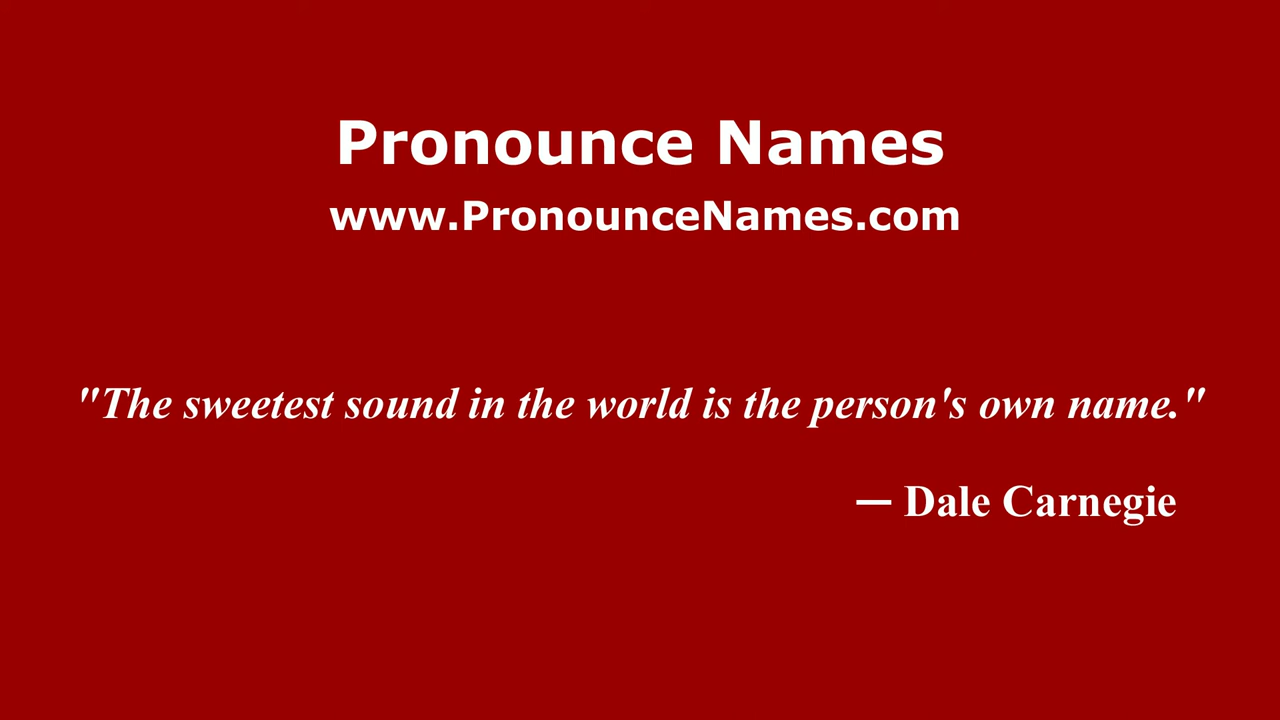 Pronounce Names
www.PronounceNames.com
"The sweetest sound in the world is the person's own name."
— Dale Carnegie